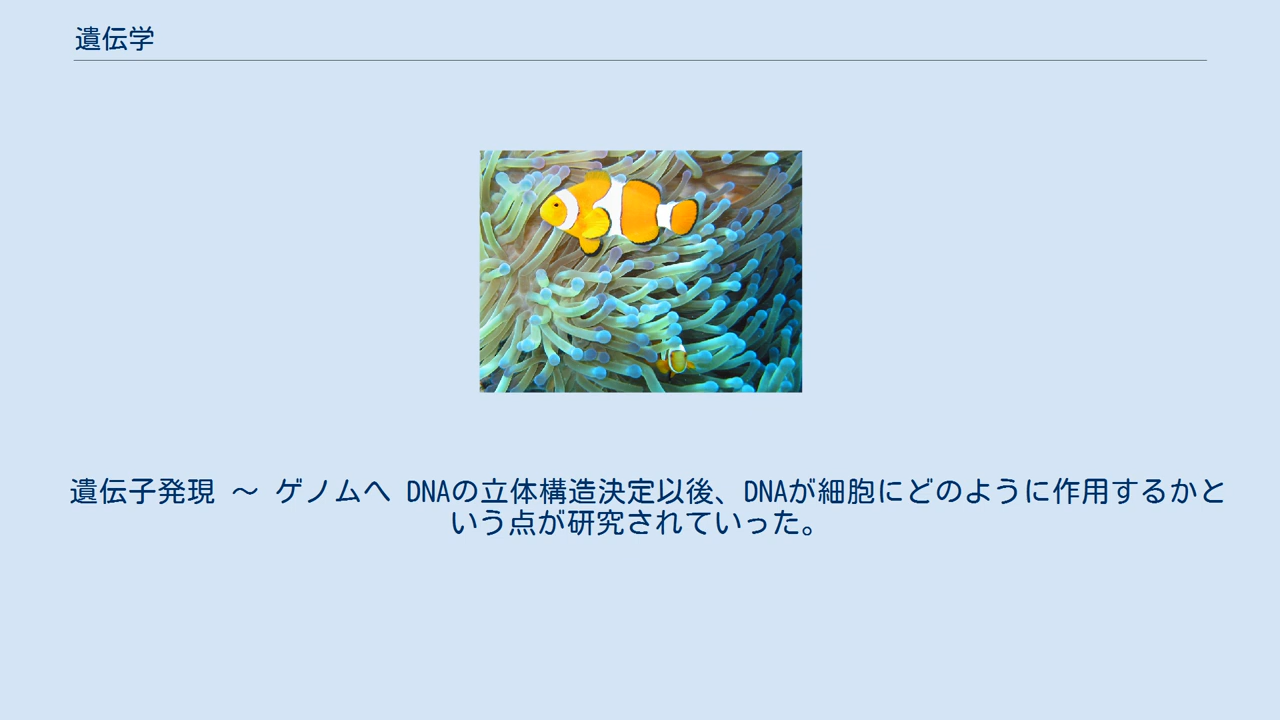 遺伝学
遺伝子発現 ～ ゲノムへ DNAの立体構造決定以後、DNAが細胞にどのように作用するかと
いう点が研究されていった。